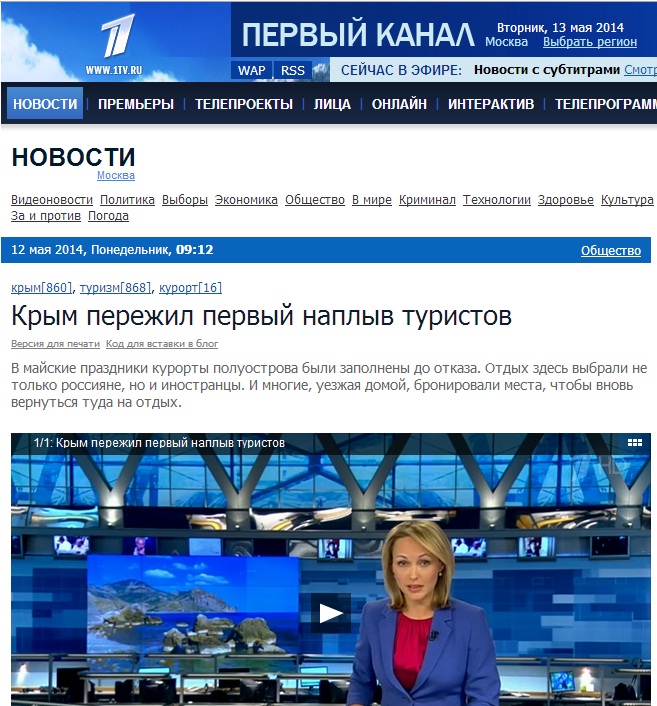 1
WWW.1TV.RU
ПЕРВЫЙ КАНАЛ
Вторник, 13 мая 2014
Москва Выбрать регион
WAP RSS СЕЙЧАС В ЭФИРЕ: Новости с субтитрами Смотр
НОВОСТИ ПРЕМЬЕРЫ ТЕЛЕПРОЕКТЫ ЛИЦА ОНЛАЙН ИНТЕРАКТИВ ТЕЛЕПРОГРАММ
НОВОСТИ
Москва
Видеоновости Политика Выборы Экономика Общество В мире Криминал Технологии Здоровье Культура
За и против Погода
12 мая 2014, Понедельник, 09:12 Общество
крым[860], туризм[868], курорт[16]
Крым пережил первый наплыв туристов
Версия для печати Код для вставки в блог
В майские праздники курорты полуострова были заполнены до отказа. Отдых здесь выбрали не
только россияне, но и иностранцы. И многие, уезжая домой, бронировали места, чтобы вновь
вернуться туда на отдых.
1/1: Крым пережил первый наплыв туристов
1 HD